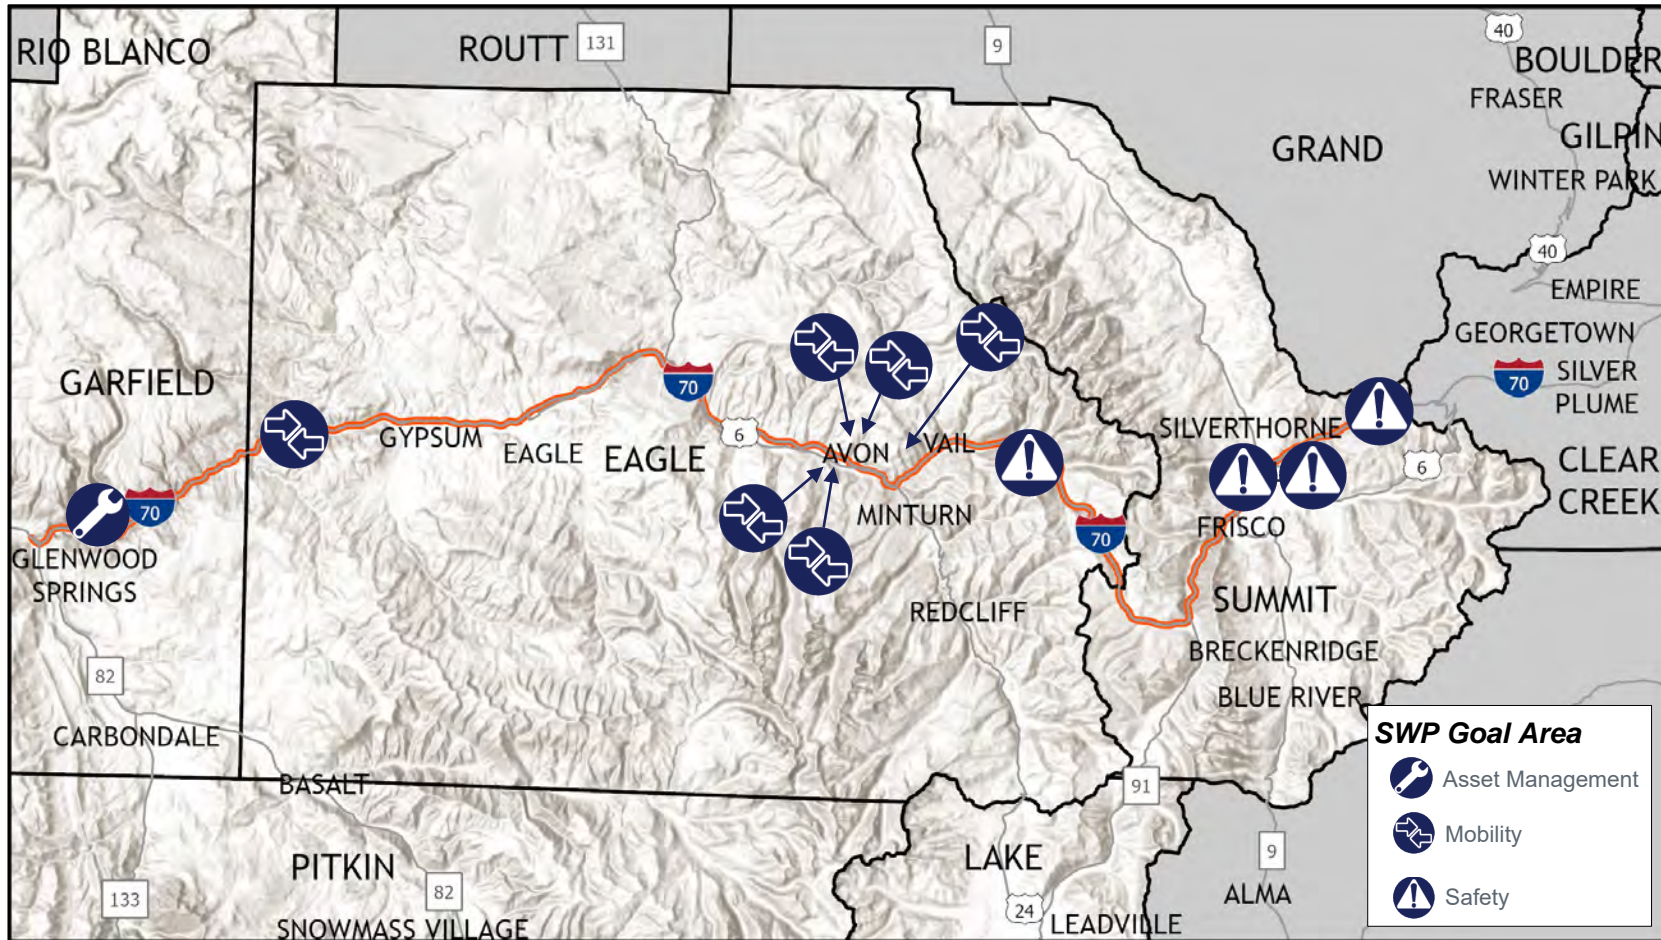 RIO BLANCO
ROUTT
131
9
40
BOULDER
FRASER
GRAND
GILPIN
WINTER PARK
40
EMPIRE
GEORGETOWN
70
SILVER
PLUME
GARFIELD
70
GYPSUM
EAGLE
EAGLE
6
AVON
VAIL
SILVERTHORNE
6
CLEAR
CREEK
70
MINTURN
70
FRISCO
GLENWOOD
SPRINGS
REDCLIFF
SUMMIT
BRECKENRIDGE
BLUE RIVER
82
CARBONDALE
BASALT
91
PITKIN
82
133
SNOWMASS VILLAGE
LAKE
24
LEADVILLE
9
ALMA
SWP Goal Area
Asset Management
Mobility
Safety